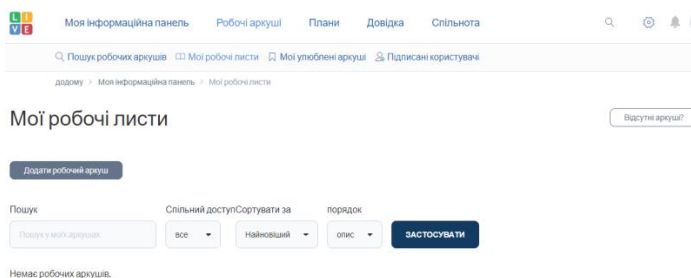 LIVE
Моя інформаційна панель Робочі аркуші Плани Довідка Спільнота
Пошук робочих аркушів Мої робочі листи Мої улюблені аркуші Підписані користувачі
додому > Моя інформаційна панель > Мої робочі листи
Мої робочі листи
Відсутні аркуші?
Додати робочий аркуш
Пошук Спільний доступ Сортувати за порядок
Пошук у моїх аркушах все Найновіший опис ЗАСТОСУВАТИ
Немає робочих аркушів.